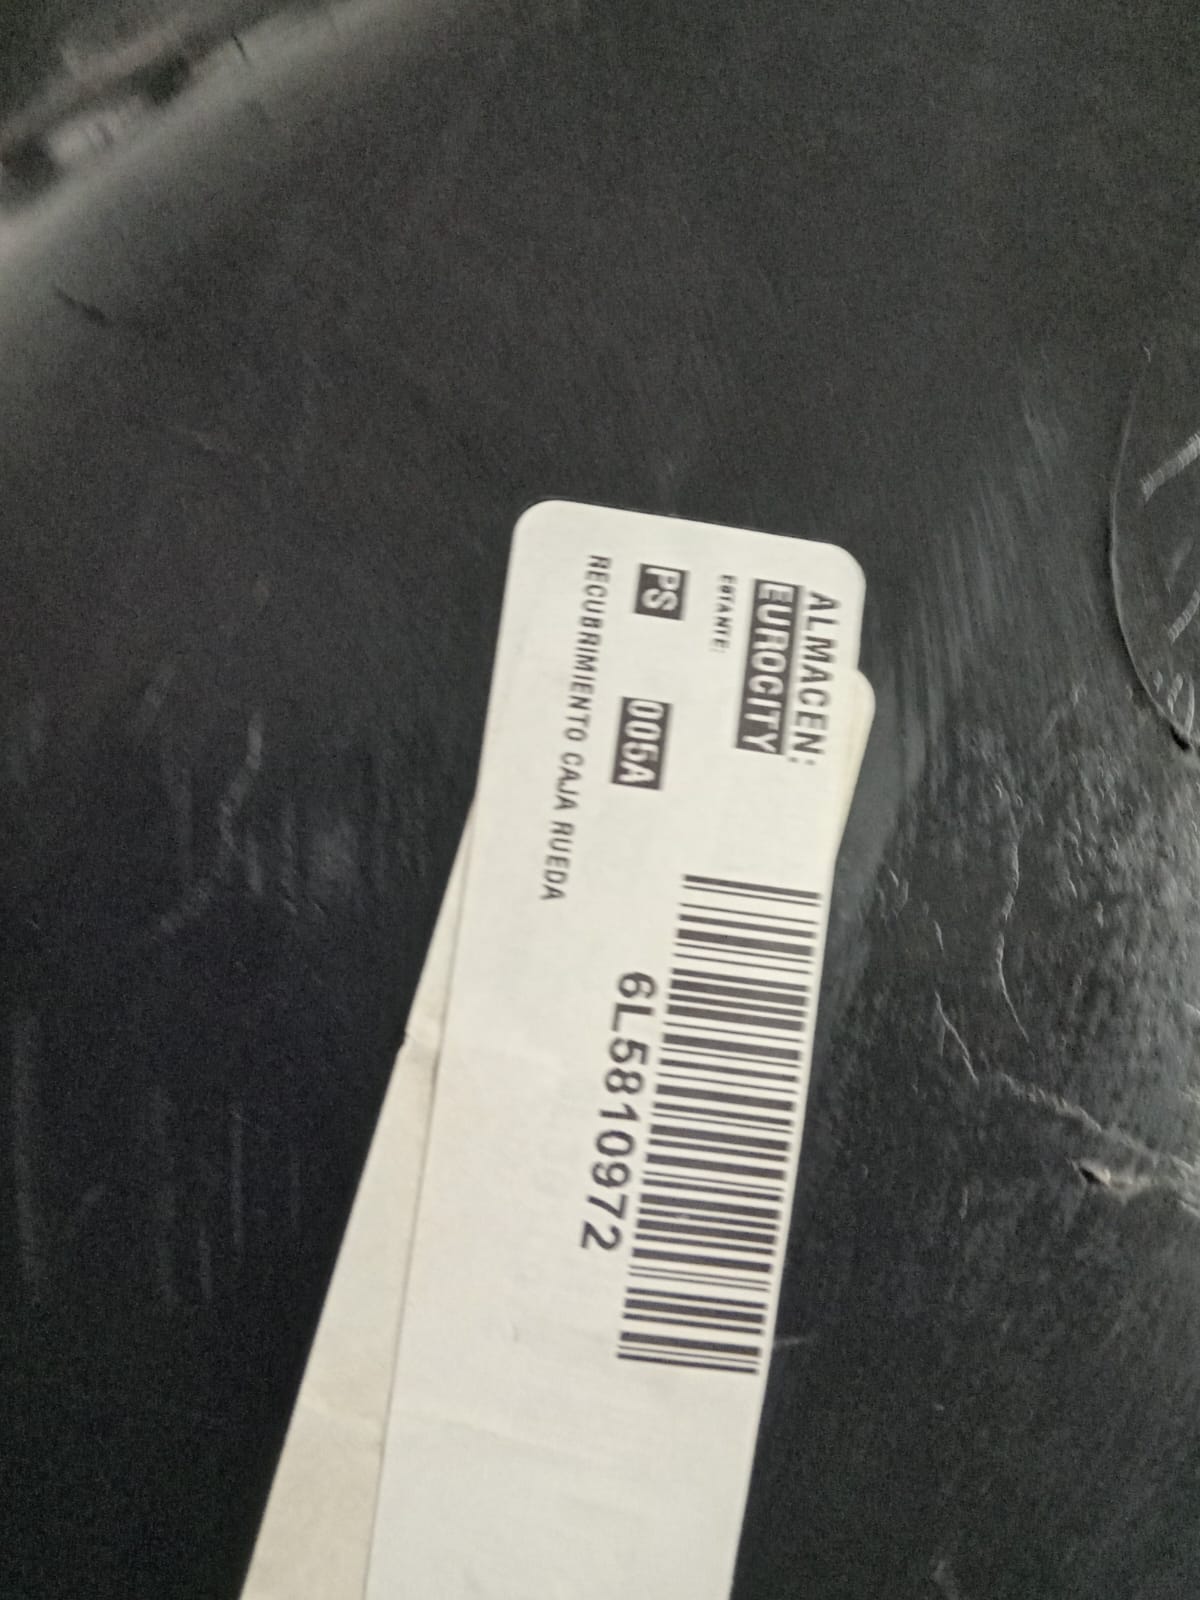 ALMACEN:
EUROCITY
ESTANTE:
PS 005A
RECUBRIMIENTO CAJA RUEDA
6L5810972